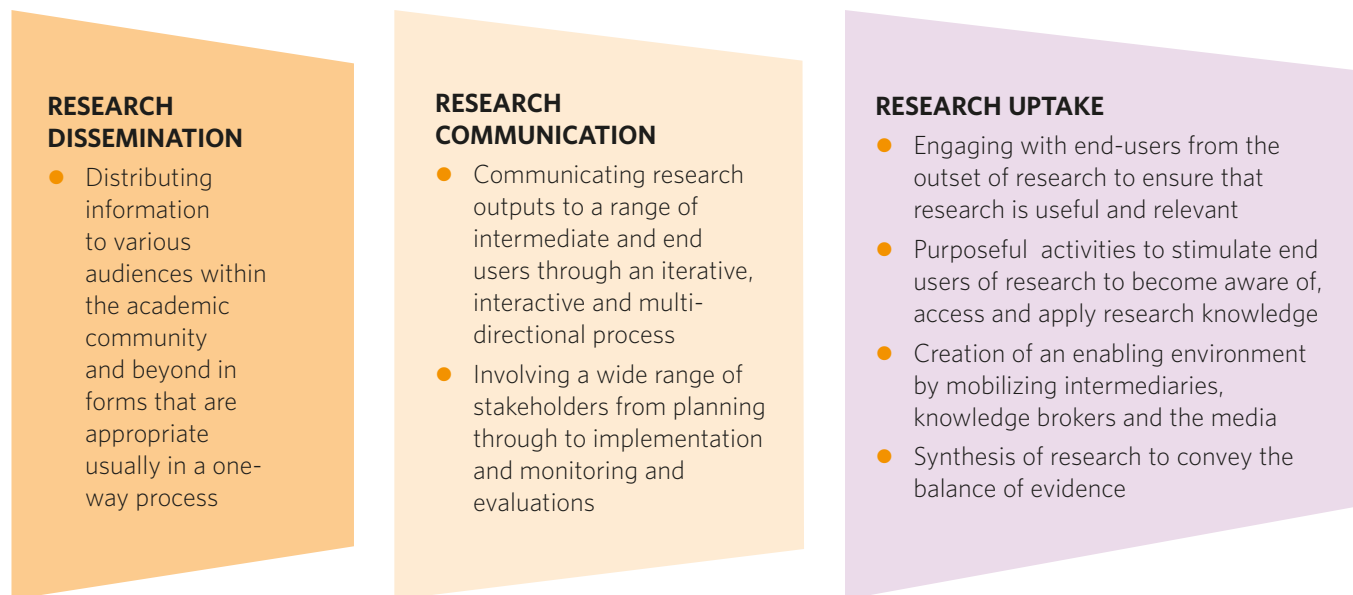 RESEARCH
DISSEMINATION
● Distributing
information
to various
audiences within
the academic
community
and beyond in
forms that are
appropriate
usually in a one-
way process
RESEARCH
COMMUNICATION
● Communicating research
outputs to a range of
intermediate and end
users through an iterative,
interactive and multi-
directional process
● Involving a wide range of
stakeholders from planning
through to implementation
and monitoring and
evaluations
RESEARCH UPTAKE
● Engaging with end-users from the
outset of research to ensure that
research is useful and relevant
● Purposeful activities to stimulate end
users of research to become aware of,
access and apply research knowledge
● Creation of an enabling environment
by mobilizing intermediaries,
knowledge brokers and the media
● Synthesis of research to convey the
balance of evidence